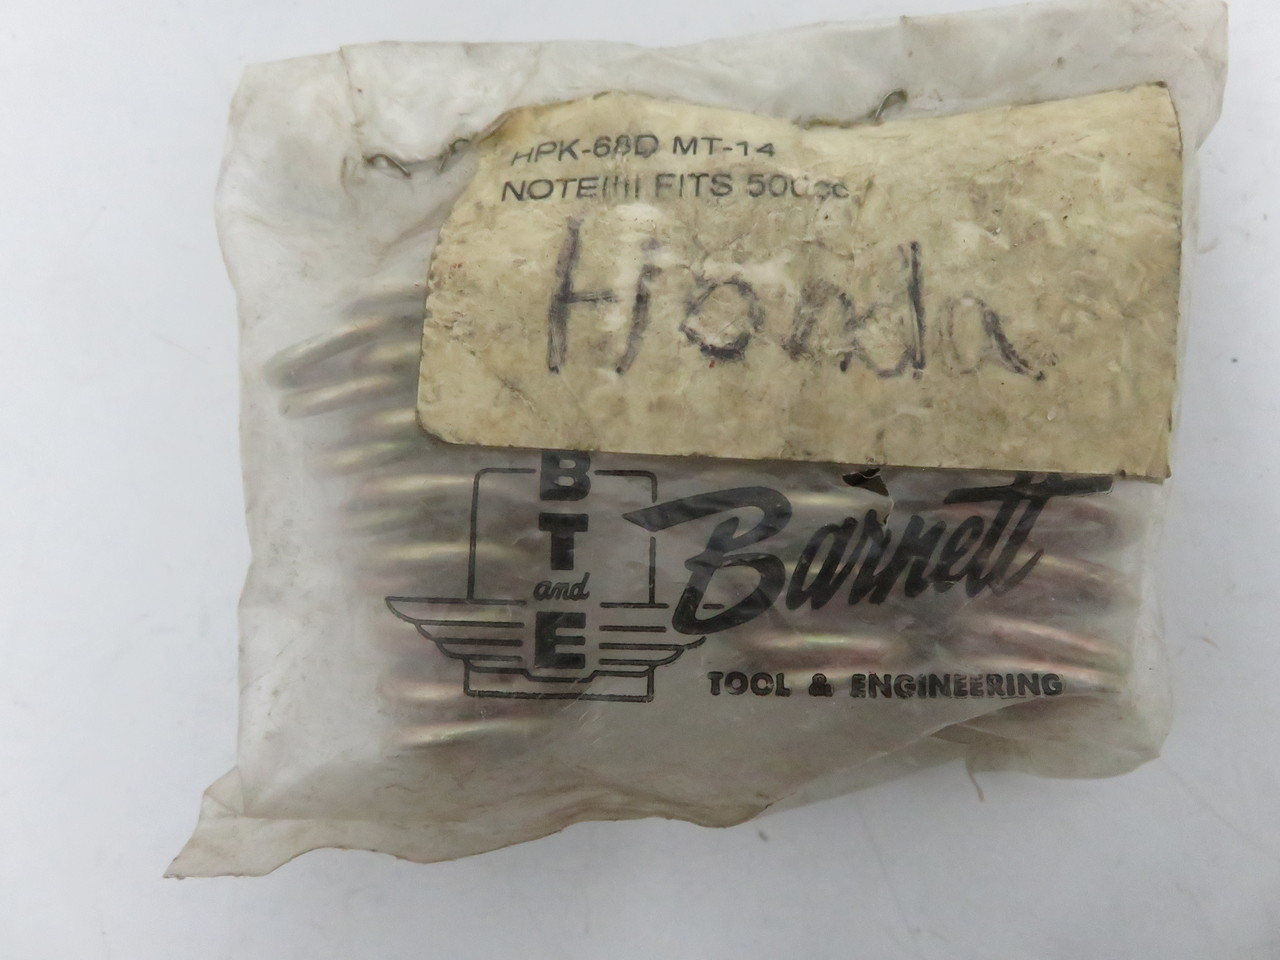 HPK-68D MT-14
NOTE!!!!! FITS 500cc
Honda
B
T
and
E
Barnett
TOOL & ENGINEERING